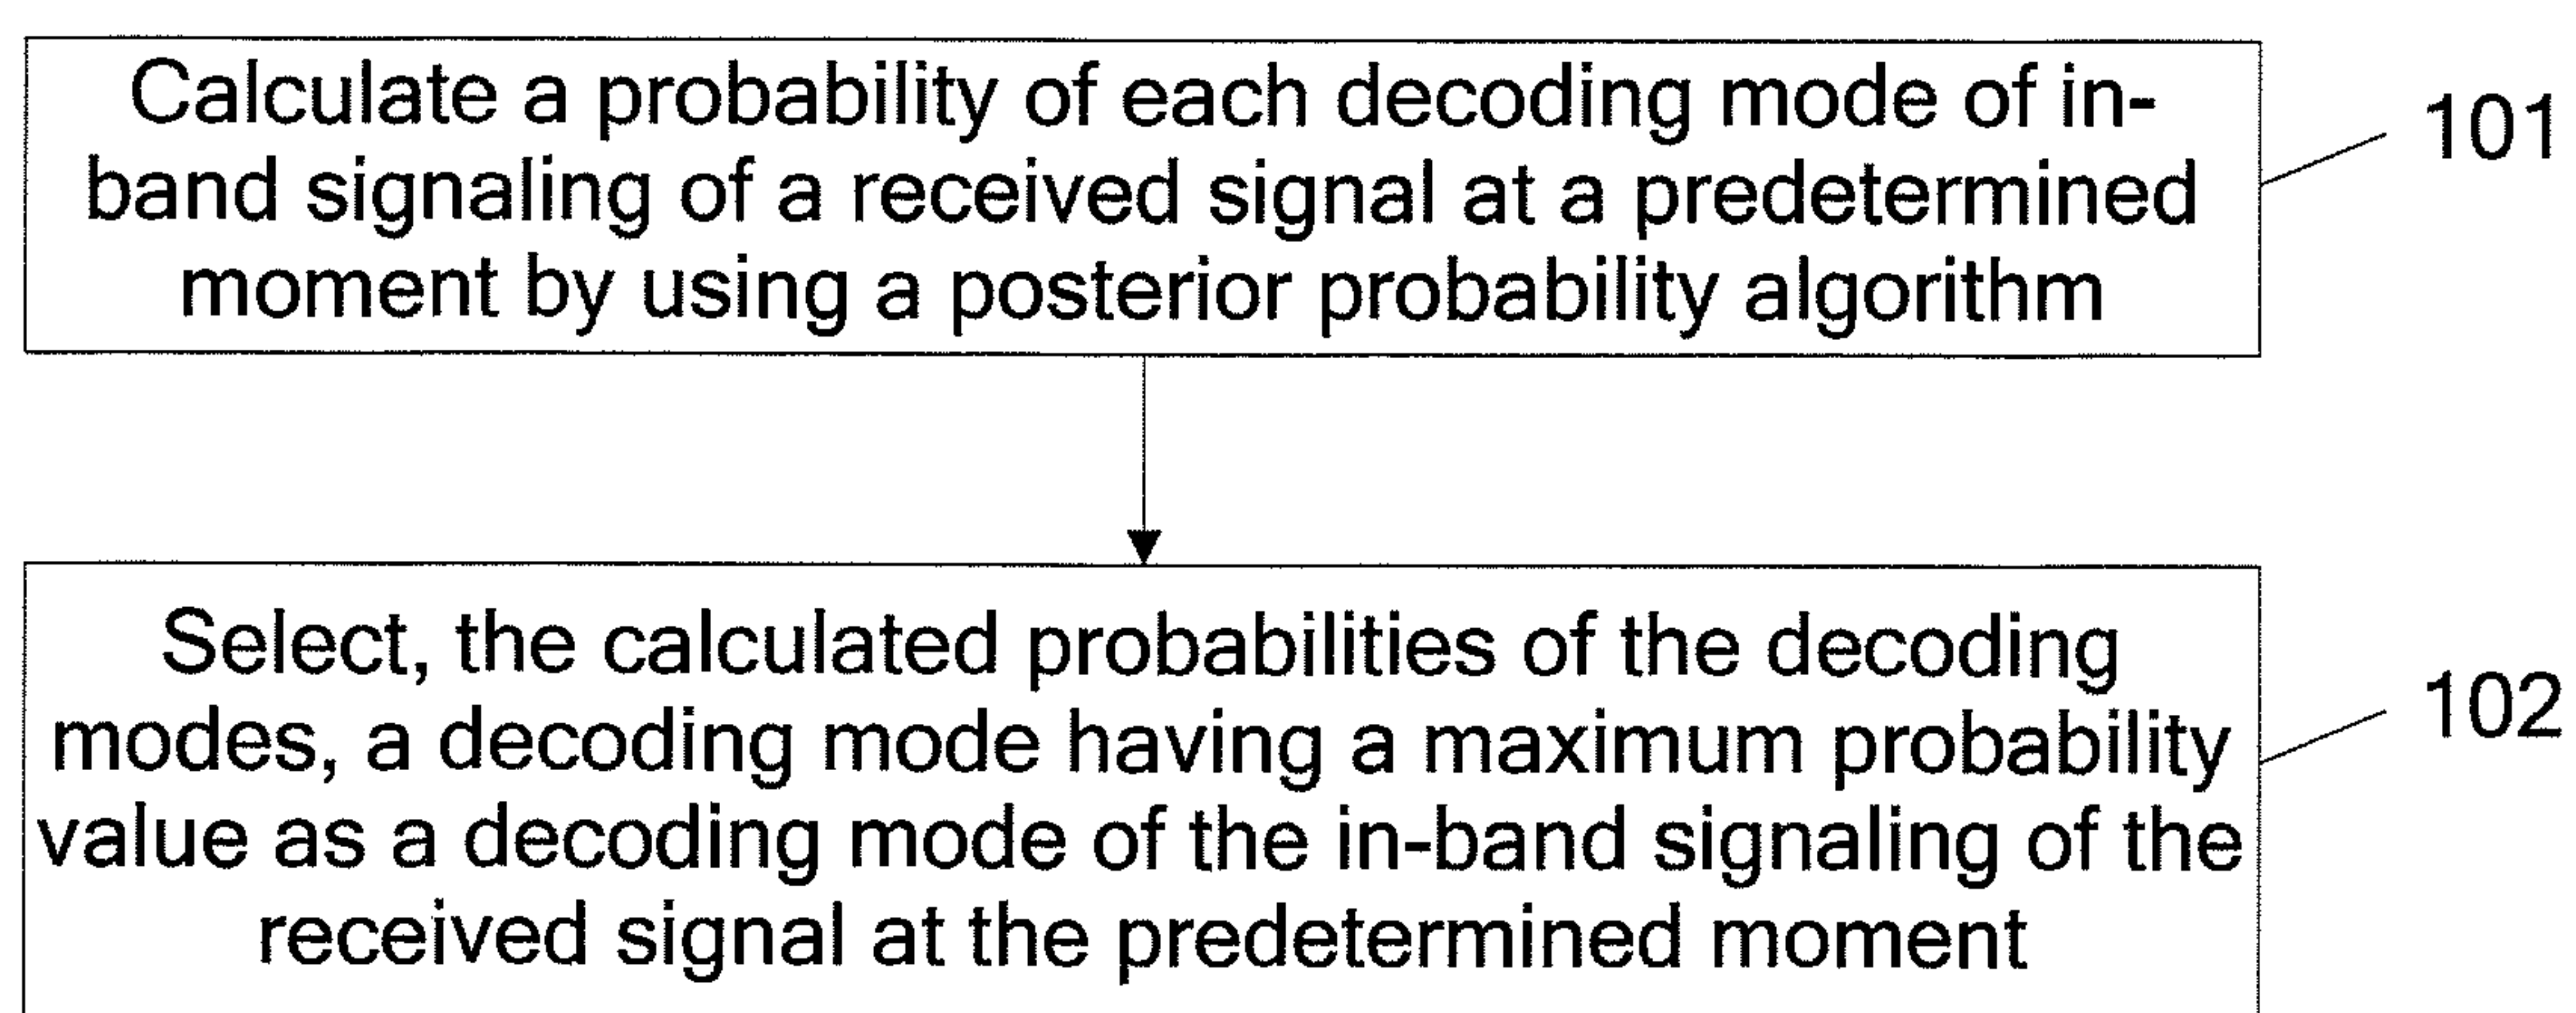 Calculate a probability of each decoding mode of in-
band signaling of a received signal at a predetermined
moment by using a posterior probability algorithm
101
Select, the calculated probabilities of the decoding
modes, a decoding mode having a maximum probability
value as a decoding mode of the in-band signaling of the
received signal at the predetermined moment
102